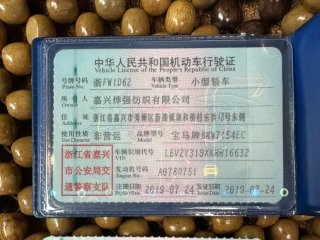 中华人民共和国机动车行驶证
Vehicle License of the People's Republic of China
号牌号码 浙FW1D62 车辆类型 小型轿车
Plate No. Vehicle Type
所有人 嘉兴烨强纺织有限公司
Owner
住址
Address
使用性质 非营运 品牌型号 宝马牌BMW7154EC
Use Character Model
浙江省嘉兴
市公安局交
通警察支队
车辆识别代号
VIN
发动机号码 A0780751
Engine No.
注册日期 2019-07-24 发证日期 2019-07-24
Register Date Issue Date